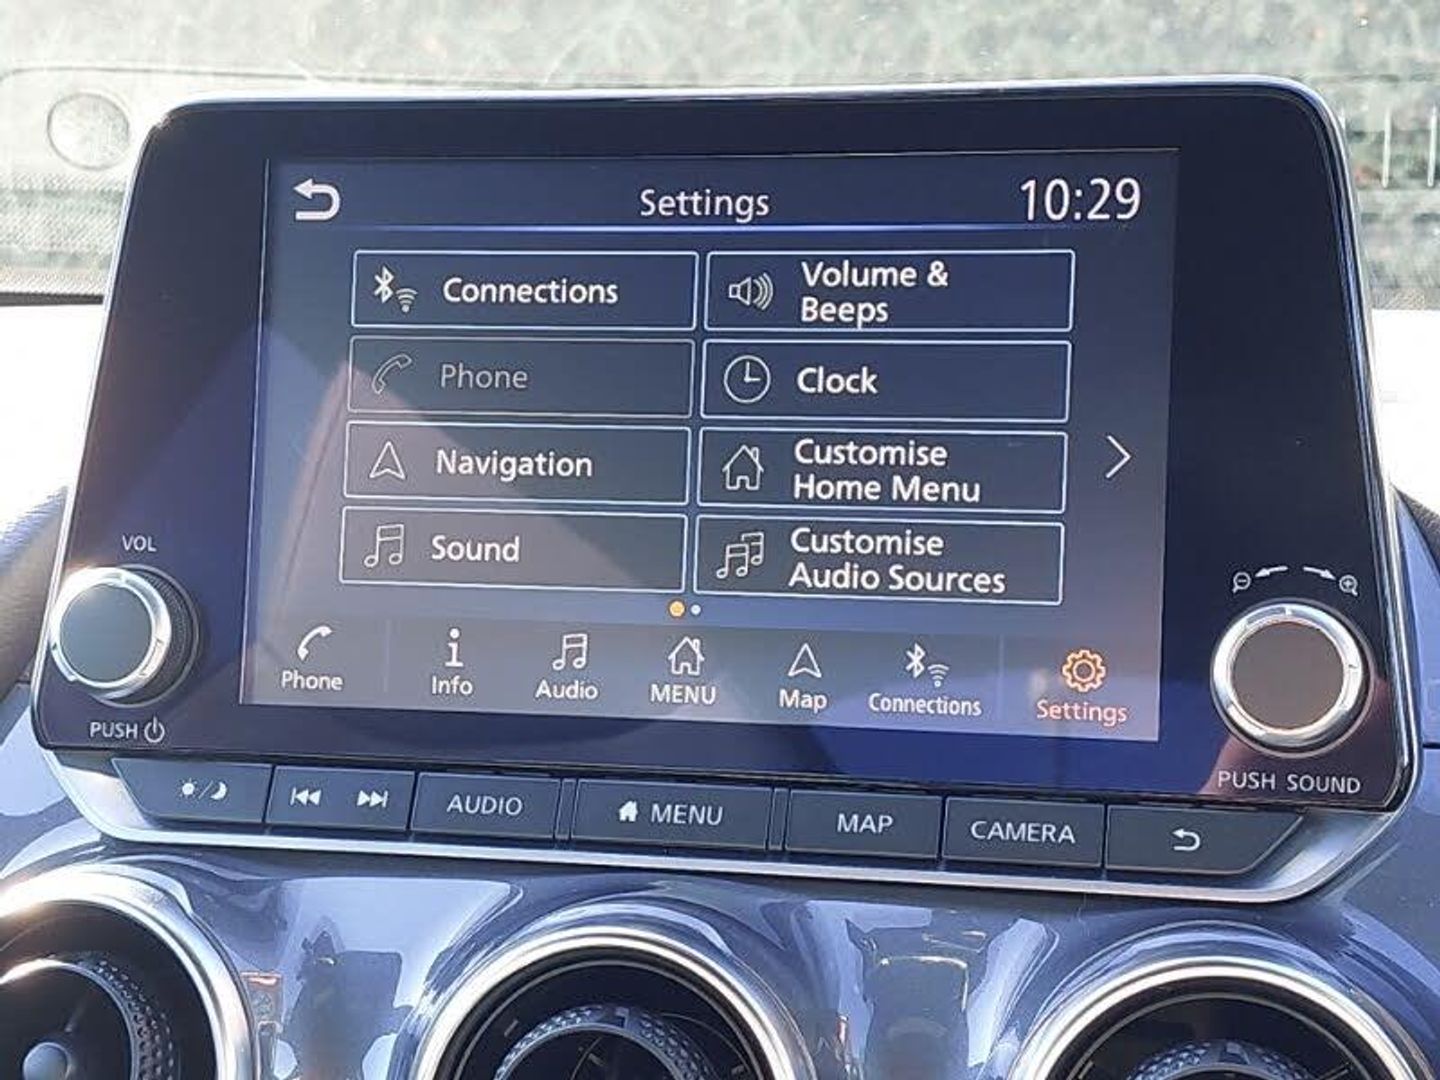 Settings
10:29
Connections
Volume &
Beeps
Phone
Clock
Navigation
Customise
Home Menu
Sound
Customise
Audio Sources
Phone
Info
Audio
MENU
Map
Connections
Settings
VOL
PUSH
PUSH SOUND
AUDIO
MENU
MAP
CAMERA